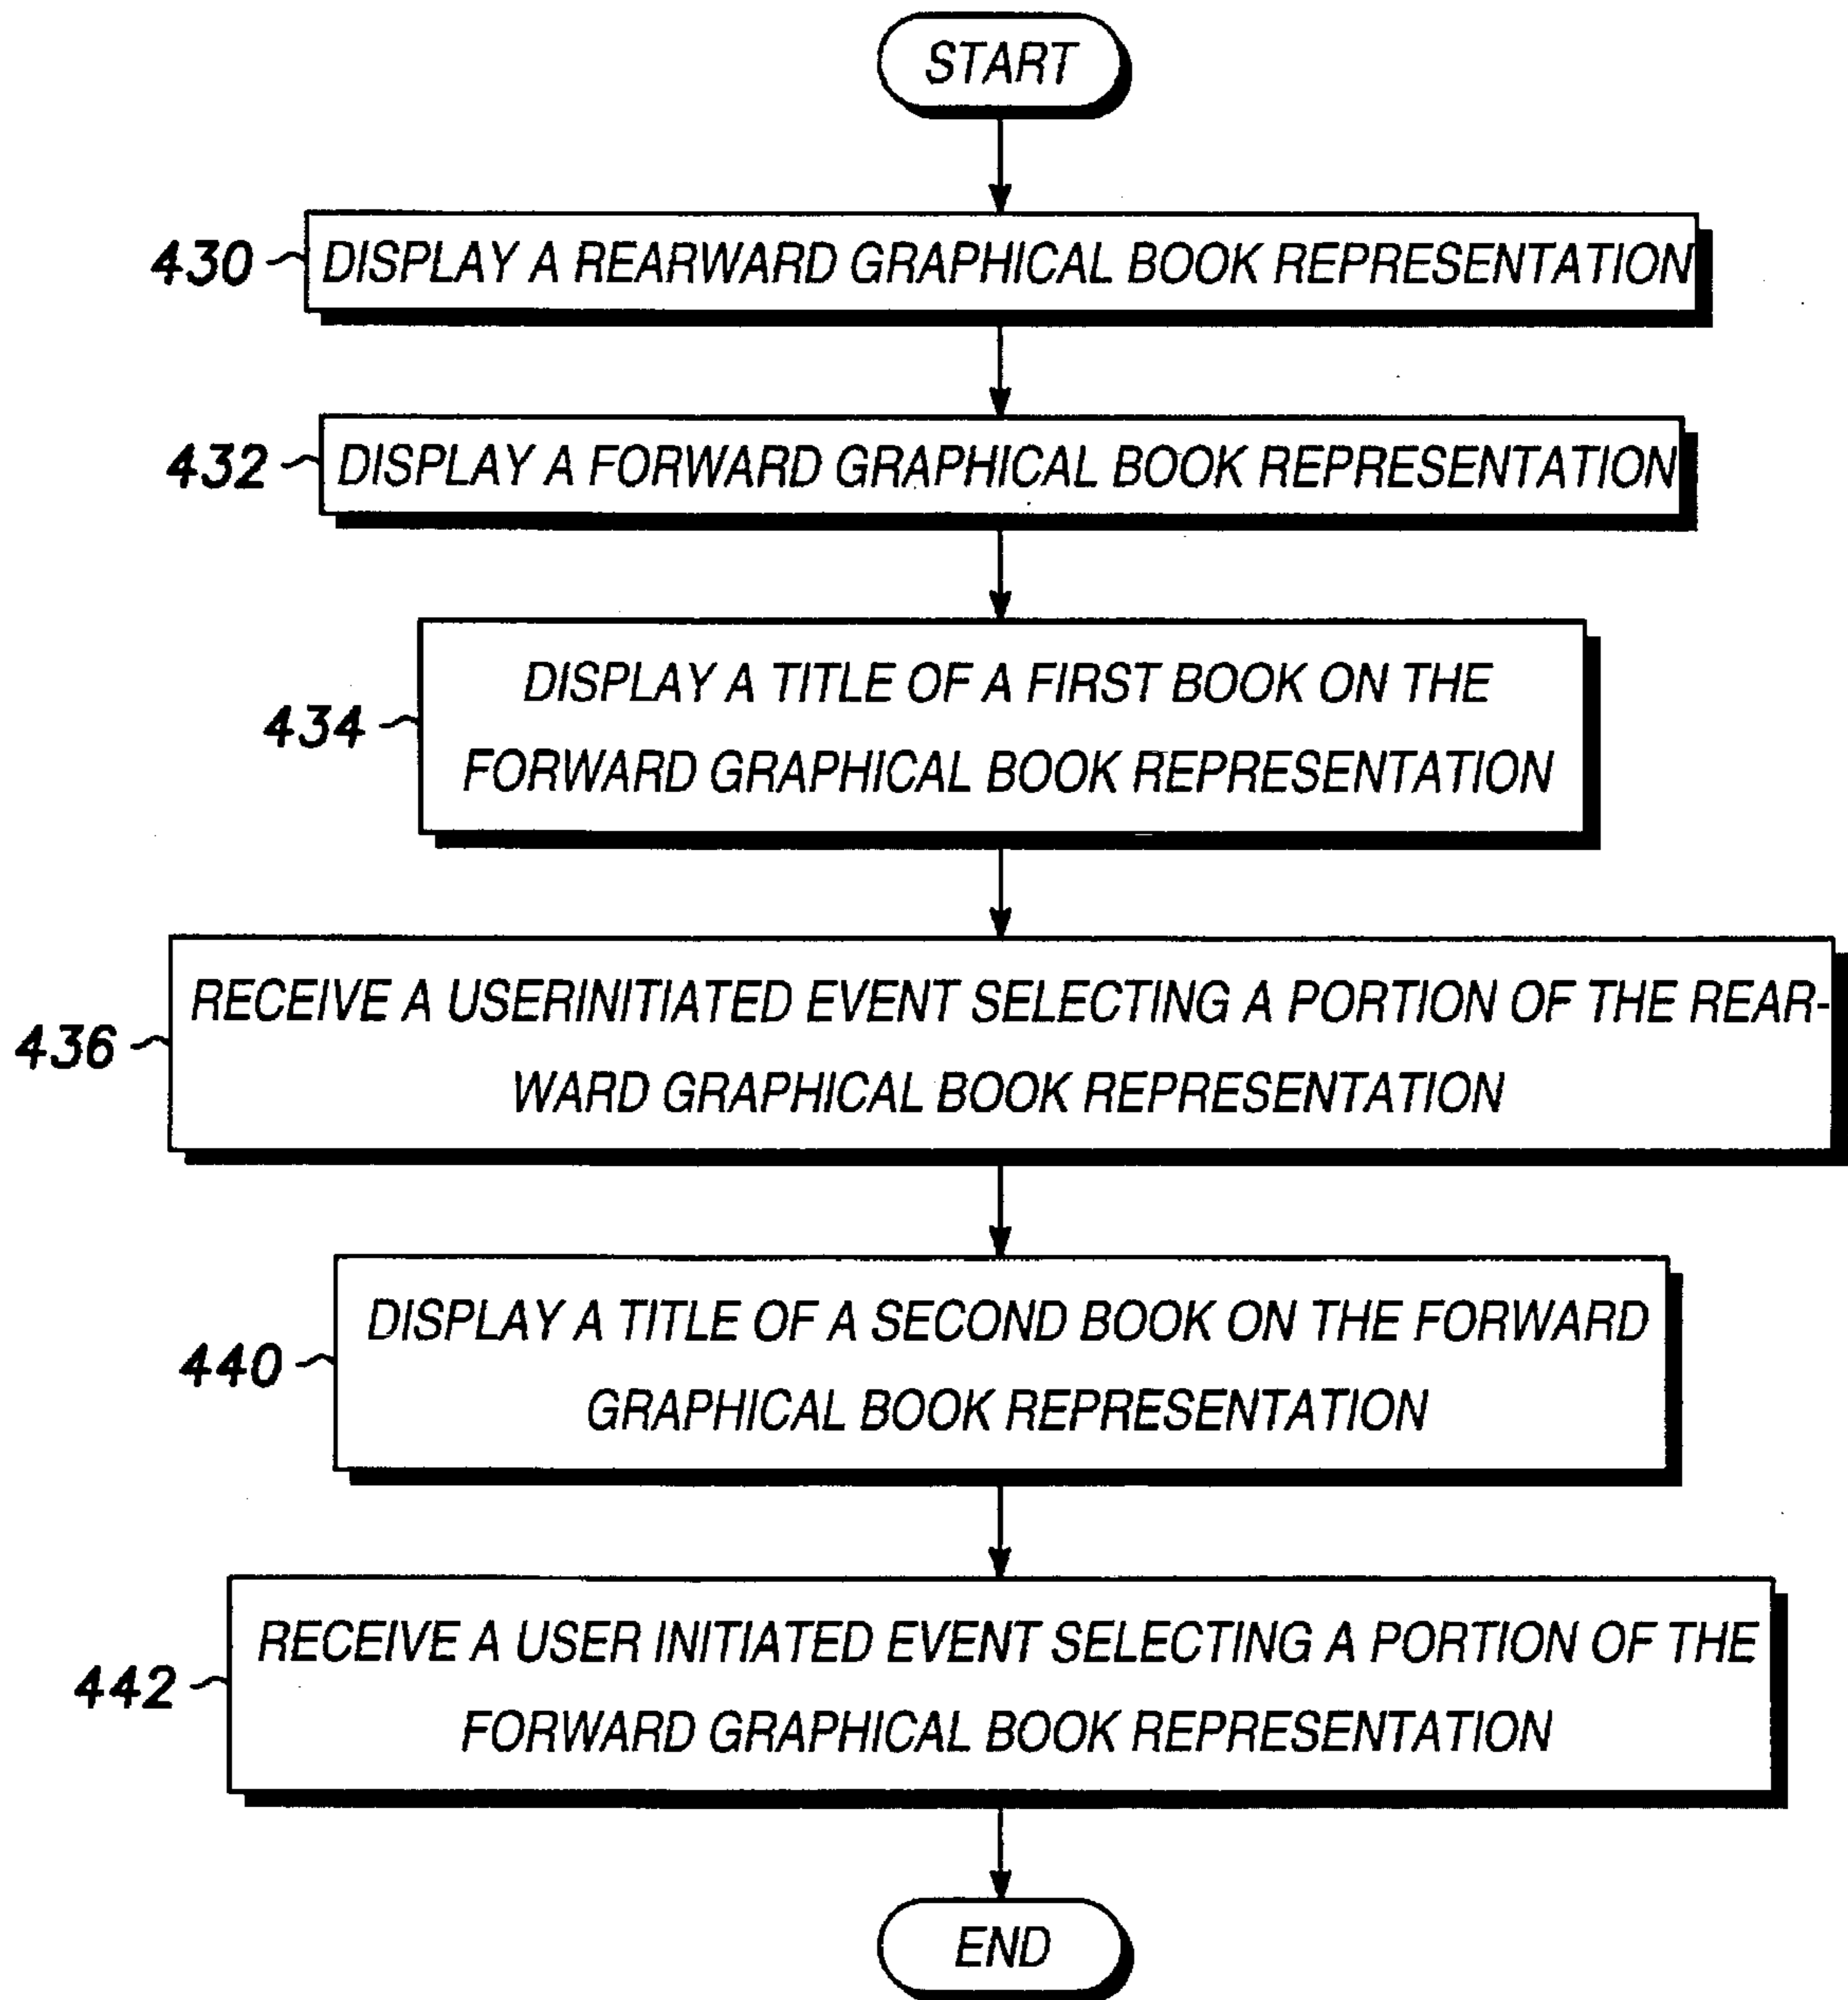 START
430 DISPLAY A REARWARD GRAPHICAL BOOK REPRESENTATION
432 DISPLAY A FORWARD GRAPHICAL BOOK REPRESENTATION
DISPLAY A TITLE OF A FIRST BOOK ON THE
434
FORWARD GRAPHICAL BOOK REPRESENTATION
RECEIVE A USERINITIATED EVENT SELECTING A PORTION OF THE REAR-
436
WARD GRAPHICAL BOOK REPRESENTATION
DISPLAY A TITLE OF A SECOND BOOK ON THE FORWARD
440
GRAPHICAL BOOK REPRESENTATION
RECEIVE A USER INITIATED EVENT SELECTING A PORTION OF THE
442
FORWARD GRAPHICAL BOOK REPRESENTATION
END